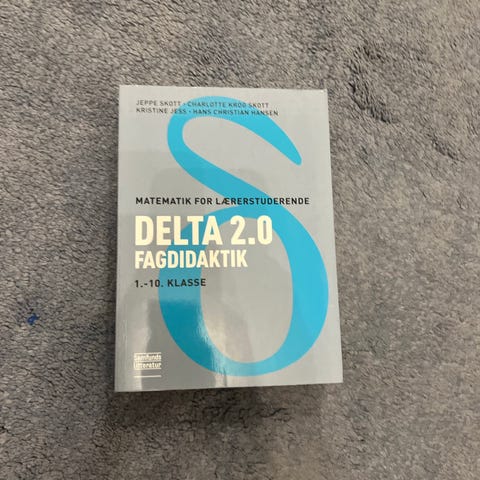 JEPPE SKOTT • CHARLOTTE KROG SKOTT
KRISTINE JESS • HANS CHRISTIAN HANSEN
MATEMATIK FOR LÆRERSTUDERENDE
DELTA 2.0
FAGDIDAKTIK
1.-10. KLASSE
Samfunds
litteratur